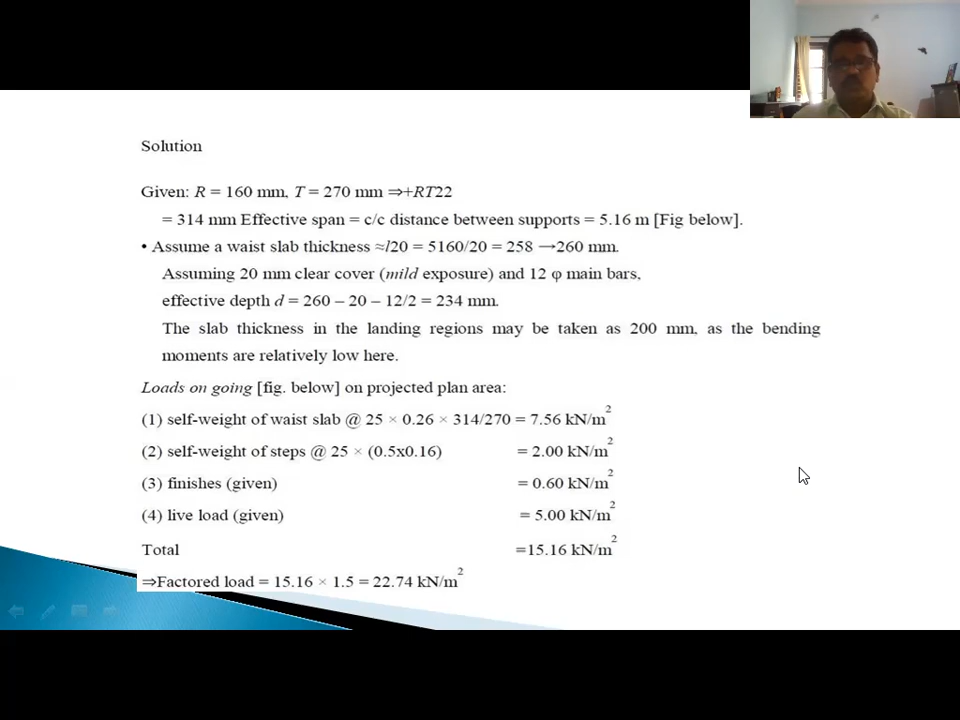 Solution
Given: R = 160 mm, T = 270 mm ⇒+RT22
= 314 mm Effective span = c/c distance between supports = 5.16 m [Fig below].
• Assume a waist slab thickness ≈l/20 = 5160/20 = 258 →260 mm.
Assuming 20 mm clear cover (mild exposure) and 12 φ main bars,
effective depth d = 260 – 20 – 12/2 = 234 mm.
The slab thickness in the landing regions may be taken as 200 mm, as the bending
moments are relatively low here.
Loads on going [fig. below] on projected plan area:
(1) self-weight of waist slab @ 25 × 0.26 × 314/270 = 7.56 kN/m²
(2) self-weight of steps @ 25 × (0.5x0.16) = 2.00 kN/m²
(3) finishes (given) = 0.60 kN/m²
(4) live load (given) = 5.00 kN/m²
Total =15.16 kN/m²
⇒Factored load = 15.16 × 1.5 = 22.74 kN/m²